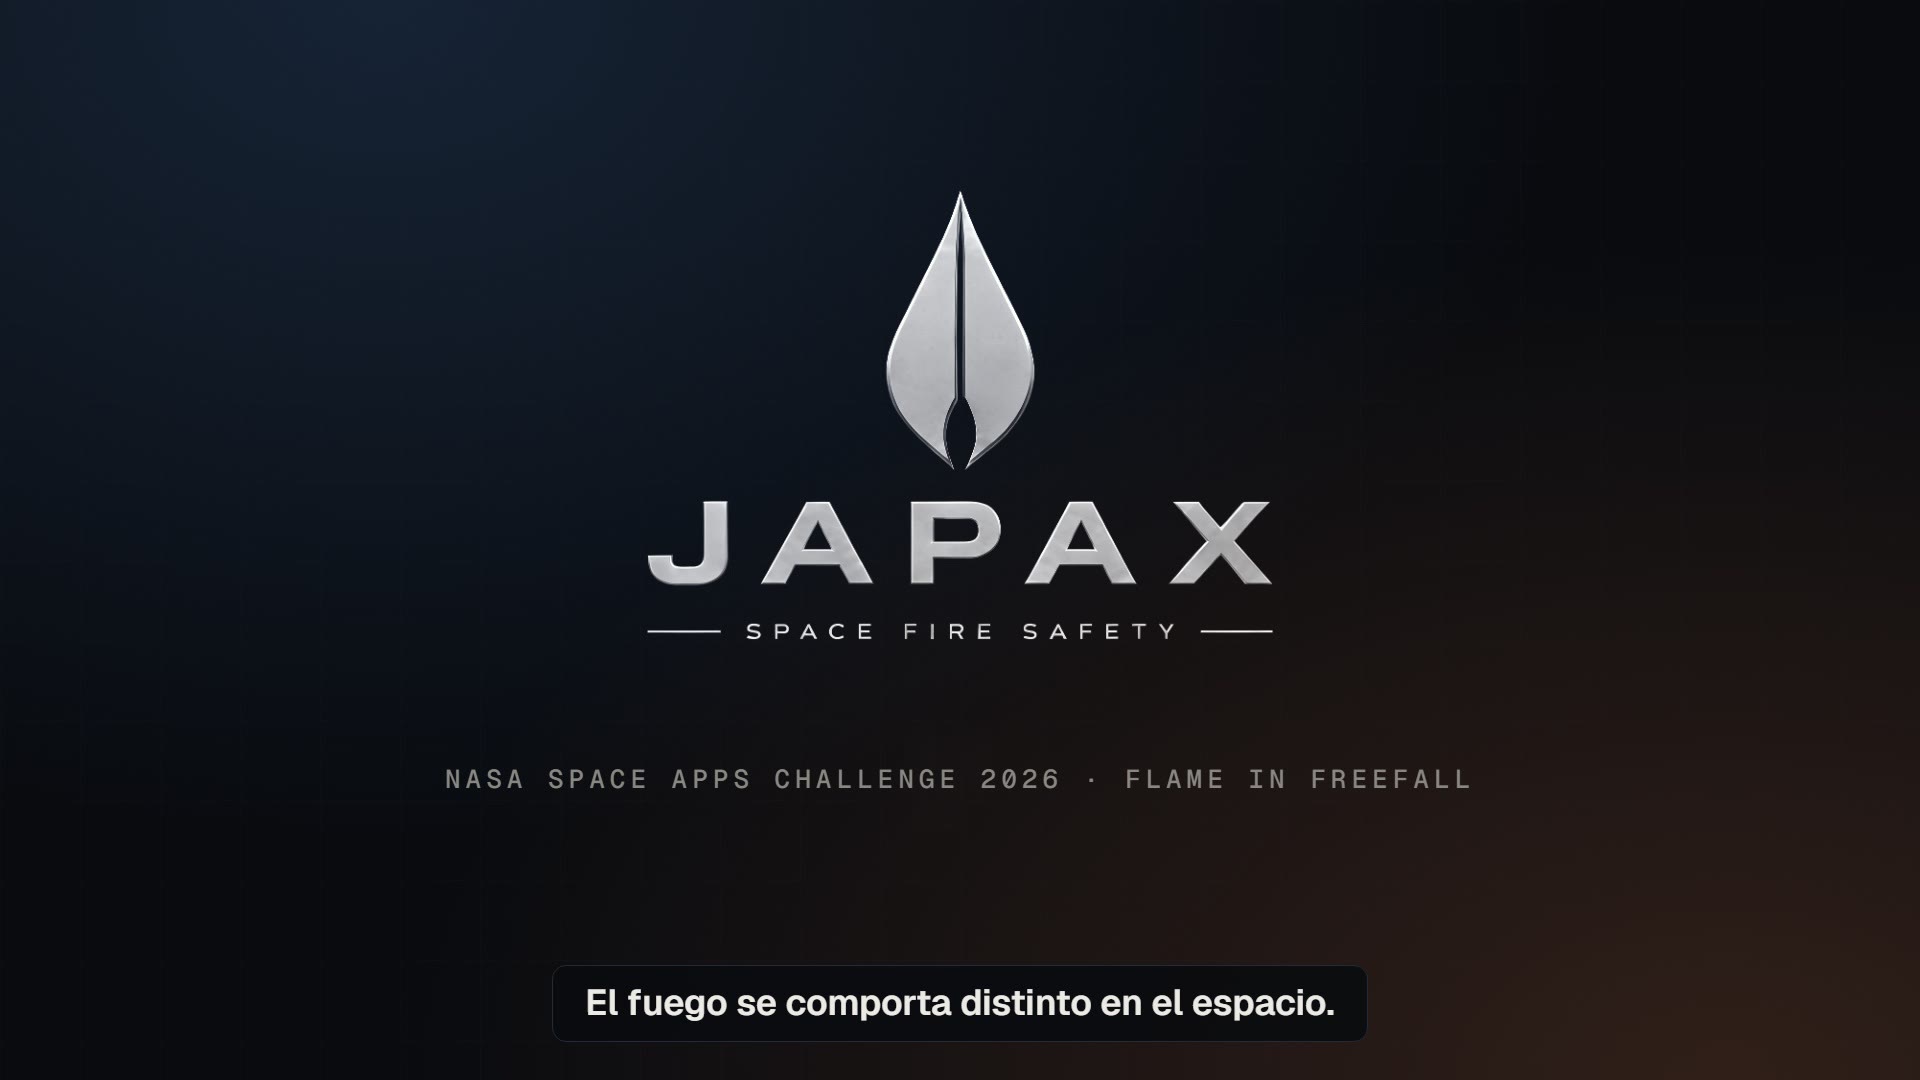 JAPAX
SPACE FIRE SAFETY
NASA SPACE APPS CHALLENGE 2026 · FLAME IN FREEFALL
El fuego se comporta distinto en el espacio.